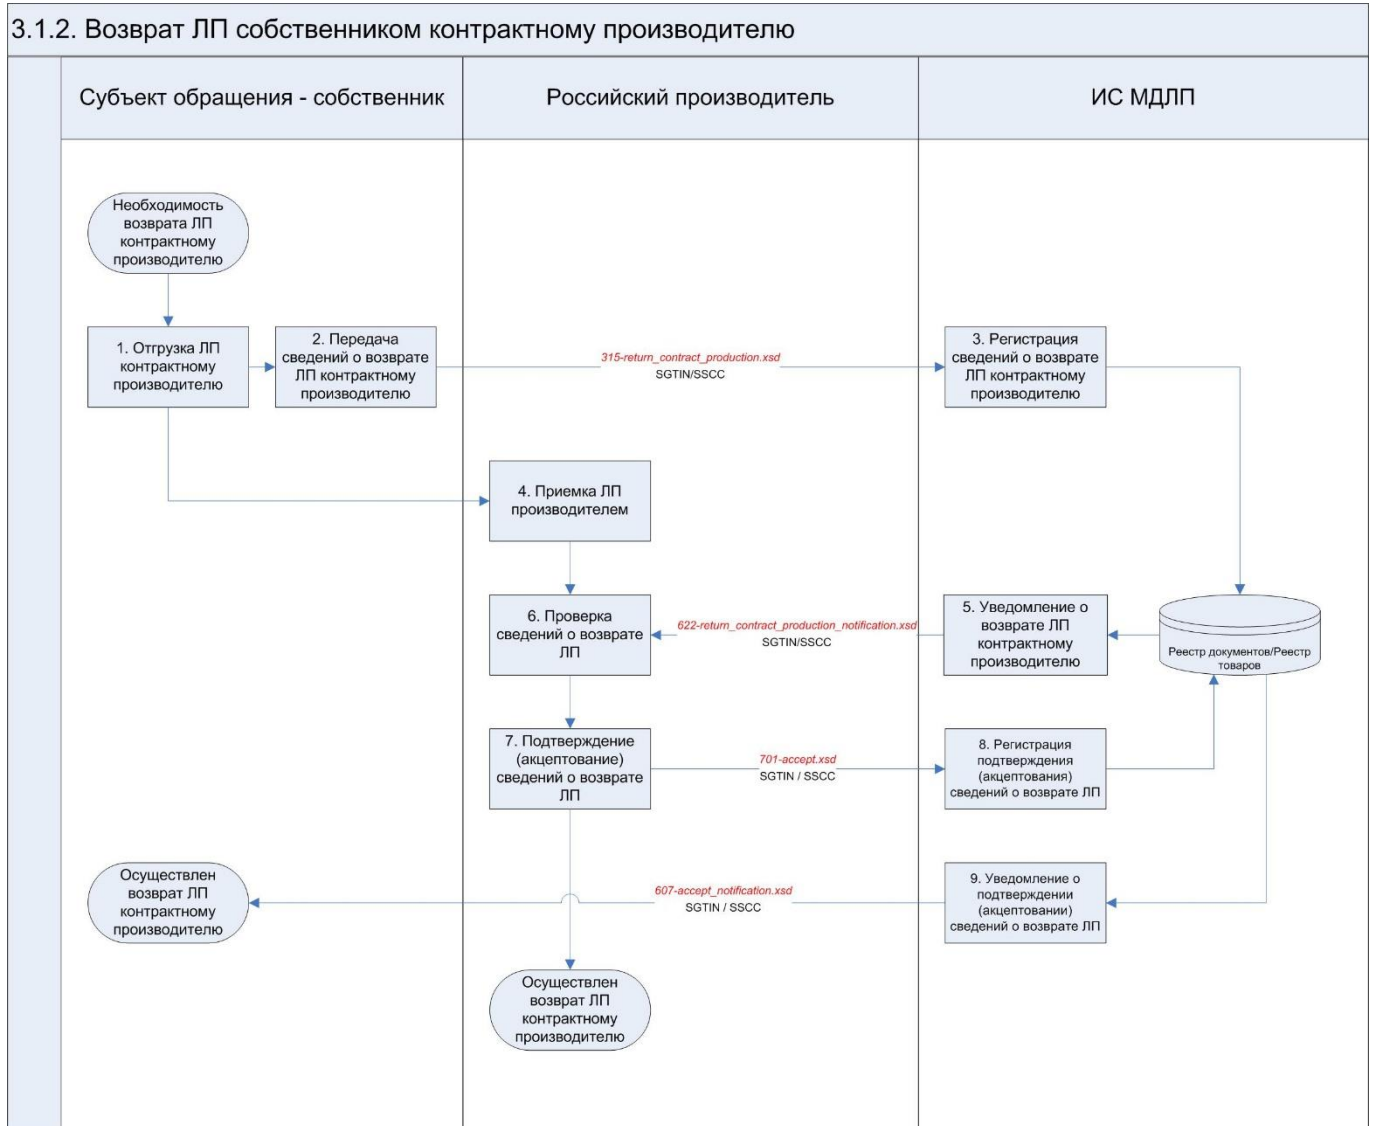 3.1.2. Возврат ЛП собственником контрактному производителю
Субъект обращения - собственник
Российский производитель
ИС МДЛП
Необходимость
возврата ЛП
контрактному
производителю
1. Отгрузка ЛП
контрактному
производителю
2. Передача
сведений о возврате
ЛП контрактному
производителю
315-return_contract_production.xsd
SGTIN/SSCC
3. Регистрация
сведений о возврате
ЛП контрактному
производителю
4. Приемка ЛП
производителем
6. Проверка
сведений о возврате
ЛП
622-return_contract_production_notification.xsd
SGTIN/SSCC
5. Уведомление о
возврате ЛП
контрактному
производителю
Реестр документов/Реестр
товаров
7. Подтверждение
(акцептование)
сведений о возврате
ЛП
701-accept.xsd
SGTIN / SSCC
8. Регистрация
подтверждения
(акцептования)
сведений о возврате ЛП
Осуществлен
возврат ЛП
контрактному
производителю
607-accept_notification.xsd
SGTIN / SSCC
9. Уведомление о
подтверждении
(акцептовании)
сведений о возврате ЛП
Осуществлен
возврат ЛП
контрактному
производителю